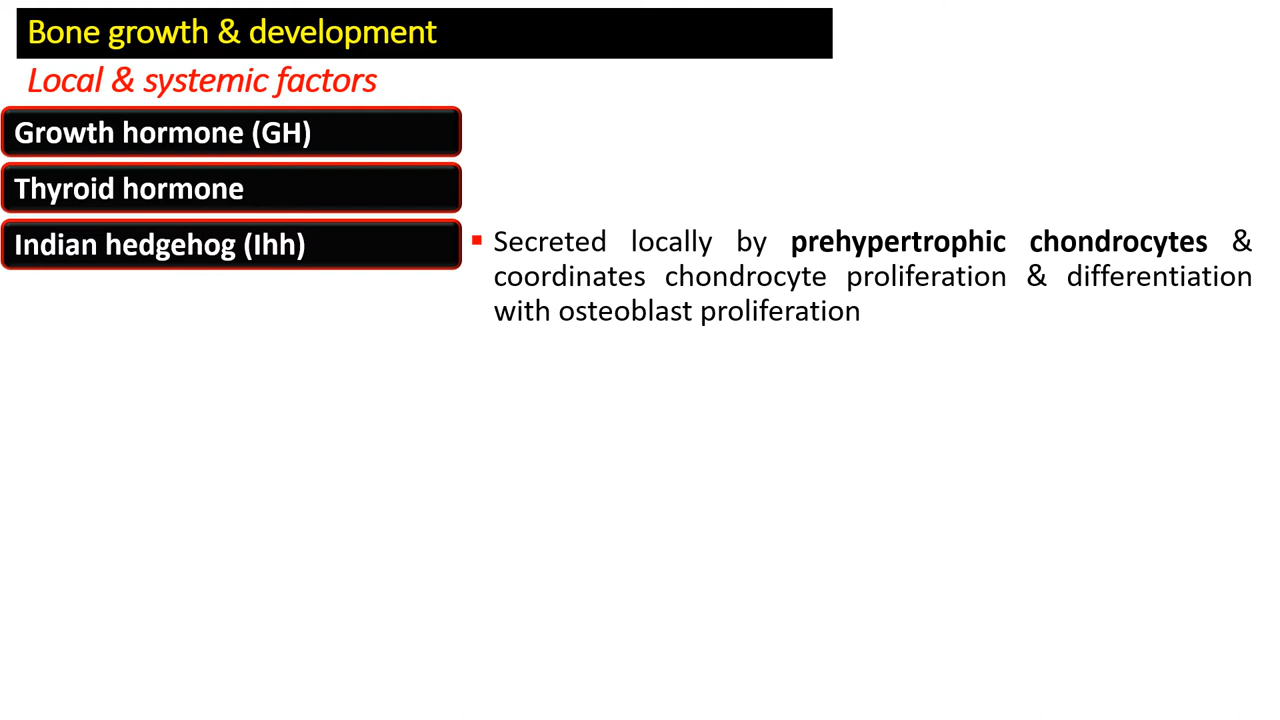 Bone growth & development
Local & systemic factors
Growth hormone (GH)
Thyroid hormone
Indian hedgehog (Ihh)
▪ Secreted locally by prehypertrophic chondrocytes &
coordinates chondrocyte proliferation & differentiation
with osteoblast proliferation